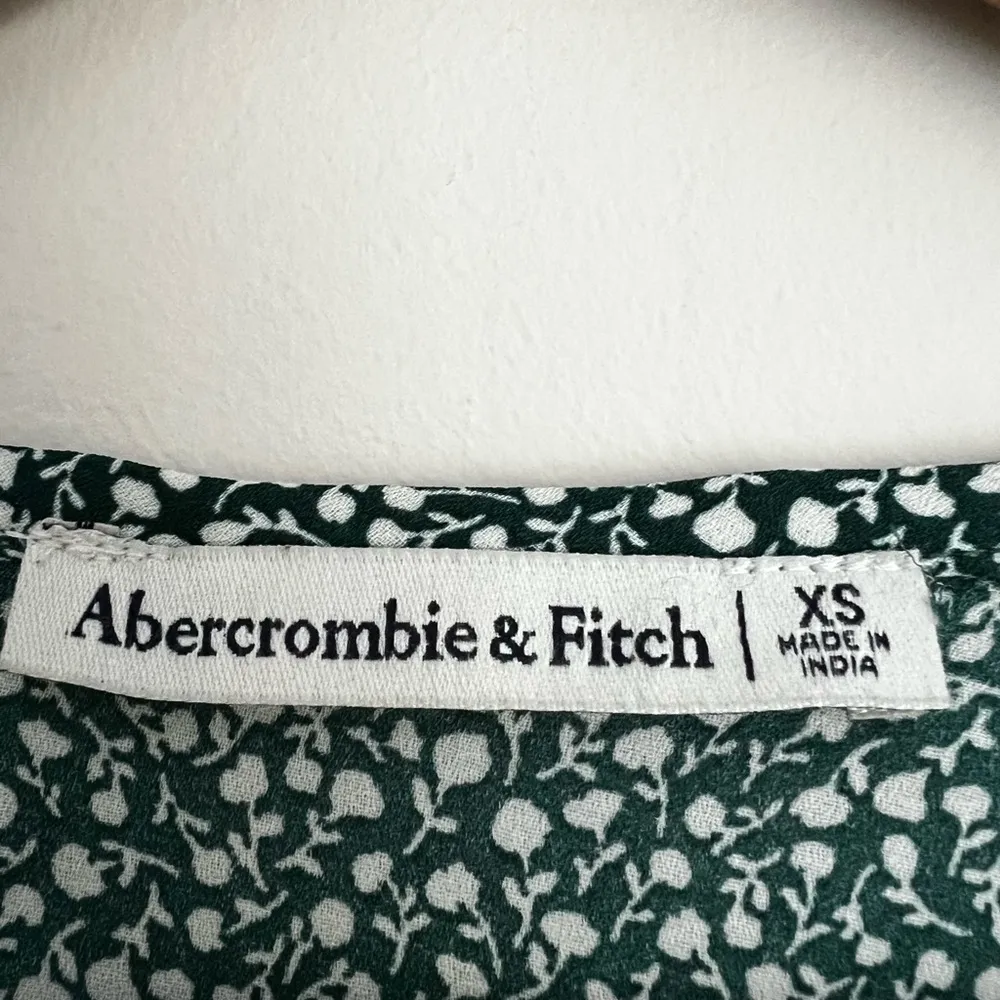 Abercrombie & Fitch | XS
MADE IN
INDIA